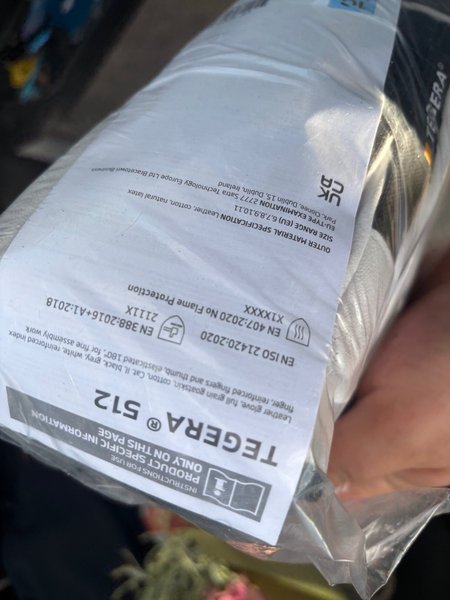 INSTRUCTIONS FOR USE
PRODUCT SPECIFIC INFORMATION
ONLY ON THIS PAGE
TEGERA® 512
Leather glove, full grain goatskin, cotton, Cat. II, black, grey, white, reinforced index
finger, reinforced fingers and thumb, elasticised 180°, for fine assembly work
EN ISO 21420:2020
EN 407:2020 No Flame Protection
X1XXXX
EN 388:2016+A1:2018
2111X
OUTER MATERIAL SPECIFICATION Leather, cotton, natural latex
SIZE RANGE (EU) 6,7,8,9,10,11
EU-TYPE EXAMINATION 2777 Satra Technology Europe Ltd Bracetown Business
Park, Clonee, Dublin 15, Dublin, Ireland
UK
CA
TEGERA®